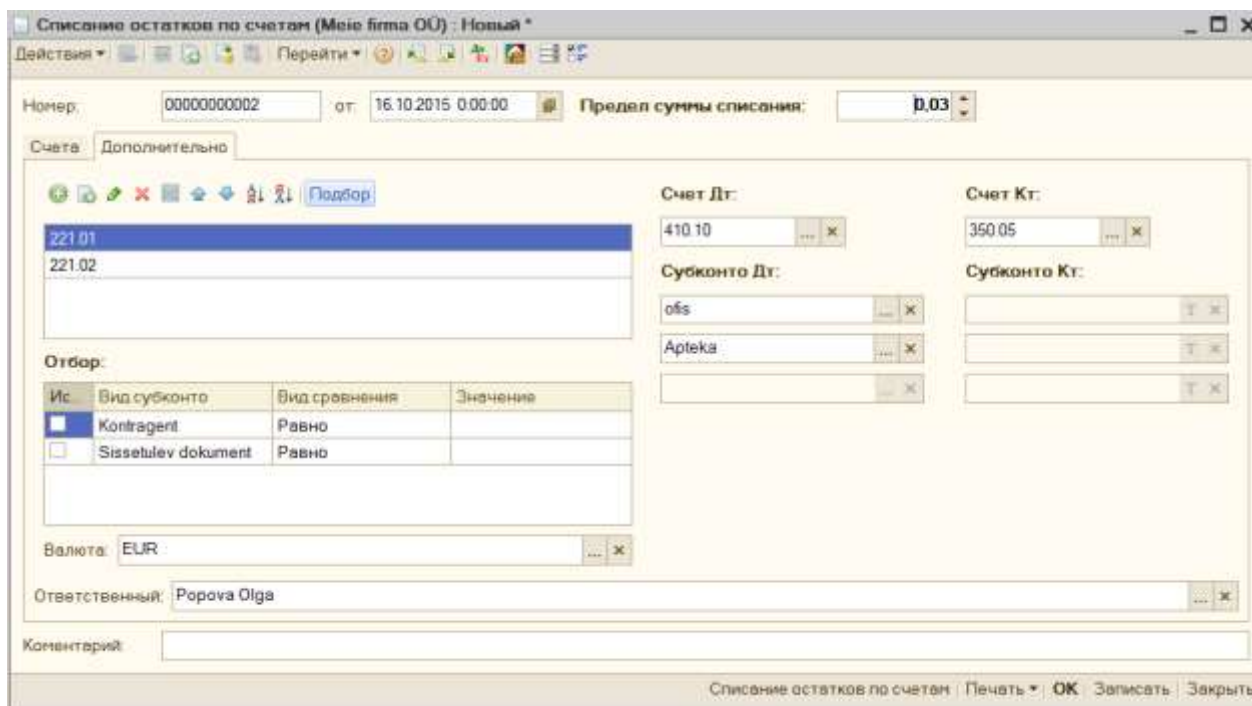 Списание остатков по счетам (Meie firma OÜ) : Новый *
Действия Перейти
Номер: 00000000002 от: 16.10.2015 0:00:00 Предел суммы списания: 0,03
Счета Дополнительно
Подбор Счет Дт: Счет Кт:
221.01 410.10 ... 350.05 ...
221.02 Субконто Дт: Субконто Кт:
ofis ... T
Отбор: Apteka ... T
Ис... Вид субконто Вид сравнения Значение ... T
Kontragent Равно
Sissetulev dokument Равно
Валюта: EUR ...
Ответственный: Popova Olga ...
Коментарий:
Списание остатков по счетам Печать OK Записать Закрыть